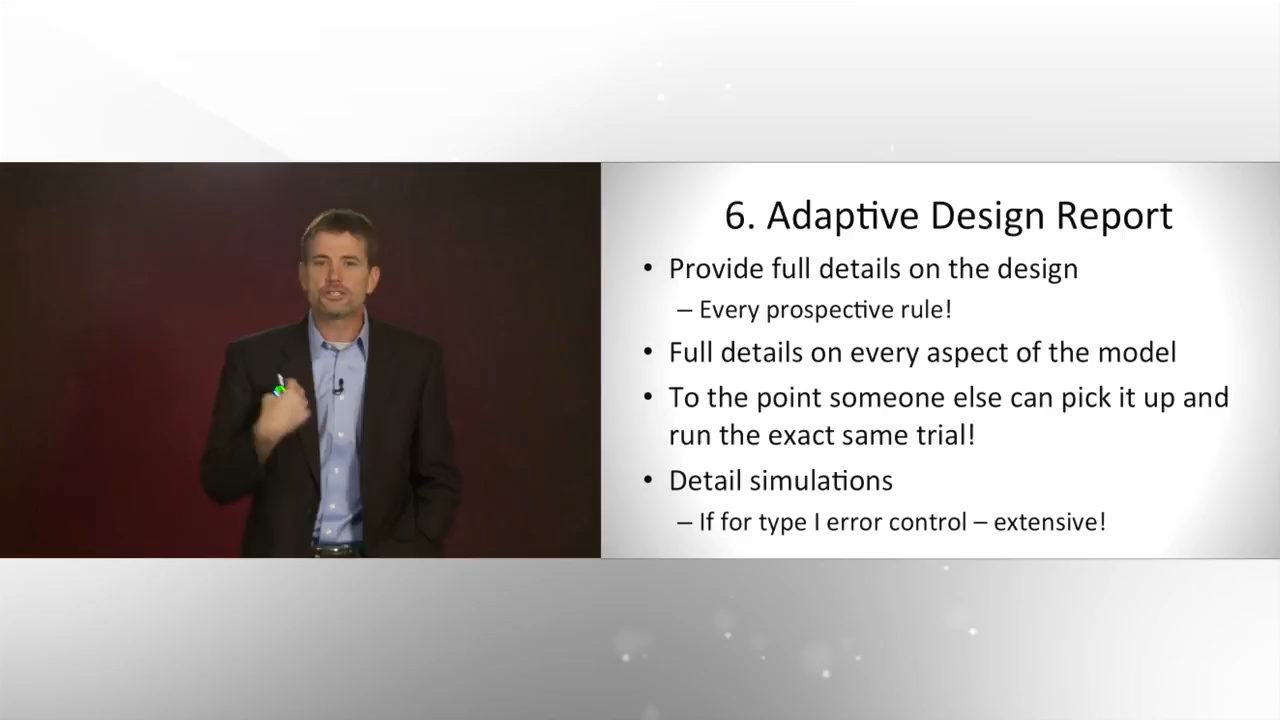 6. Adaptive Design Report
• Provide full details on the design
– Every prospective rule!
• Full details on every aspect of the model
• To the point someone else can pick it up and
run the exact same trial!
• Detail simulations
– If for type I error control – extensive!